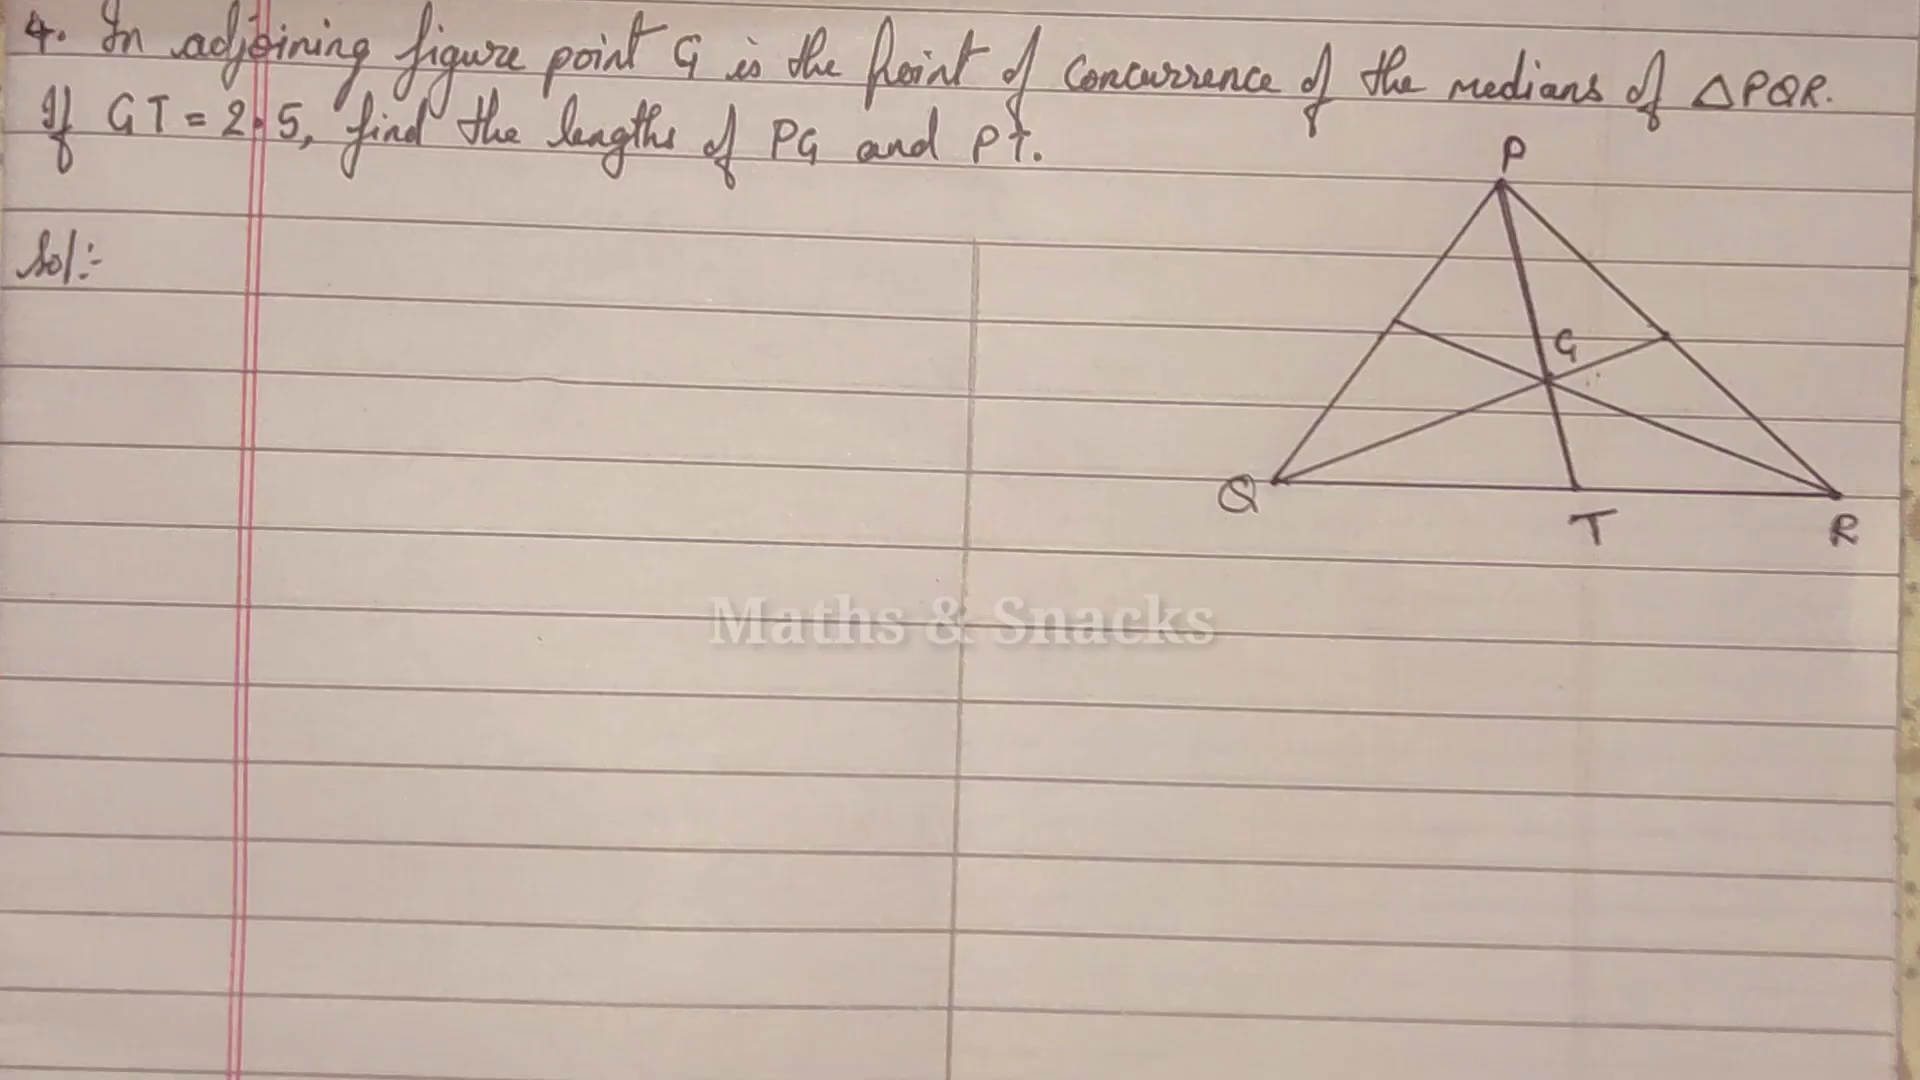 4. In adjoining figure point G is the point of concurrence of the medians of △PQR.
If GT = 2.5, find the lengths of PG and PT.
Sol:-
P
G
Q
T
R
Maths & Snacks